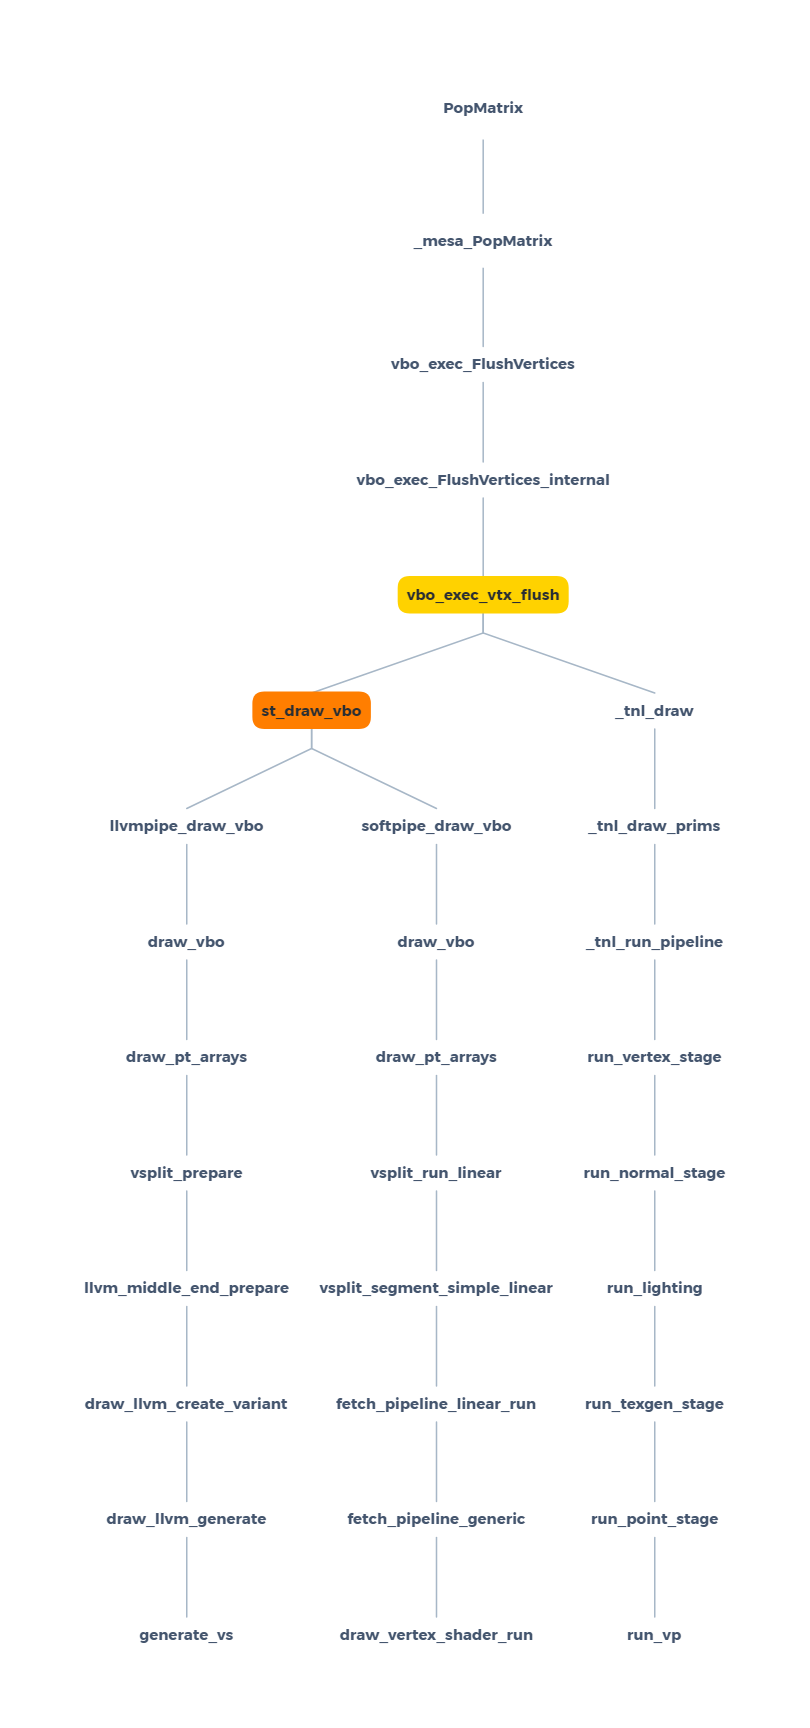 PopMatrix
_mesa_PopMatrix
vbo_exec_FlushVertices
vbo_exec_FlushVertices_internal
vbo_exec_vtx_flush
st_draw_vbo
_tnl_draw
llvmpipe_draw_vbo
softpipe_draw_vbo
_tnl_draw_prims
draw_vbo
draw_vbo
_tnl_run_pipeline
draw_pt_arrays
draw_pt_arrays
run_vertex_stage
vsplit_prepare
vsplit_run_linear
run_normal_stage
llvm_middle_end_prepare
vsplit_segment_simple_linear
run_lighting
draw_llvm_create_variant
fetch_pipeline_linear_run
run_texgen_stage
draw_llvm_generate
fetch_pipeline_generic
run_point_stage
generate_vs
draw_vertex_shader_run
run_vp